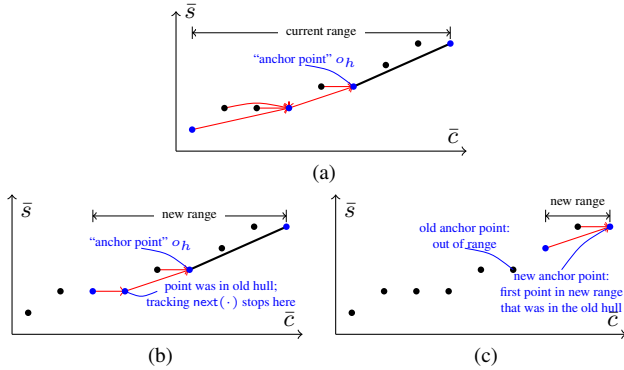 s̄
current range
“anchor point” oh
c̄
(a)
s̄
new range
“anchor point” oh
point was in old hull;
tracking next(·) stops here
c̄
(b)
s̄
new range
old anchor point:
out of range
new anchor point:
first point in new range
that was in the old hull
c̄
(c)